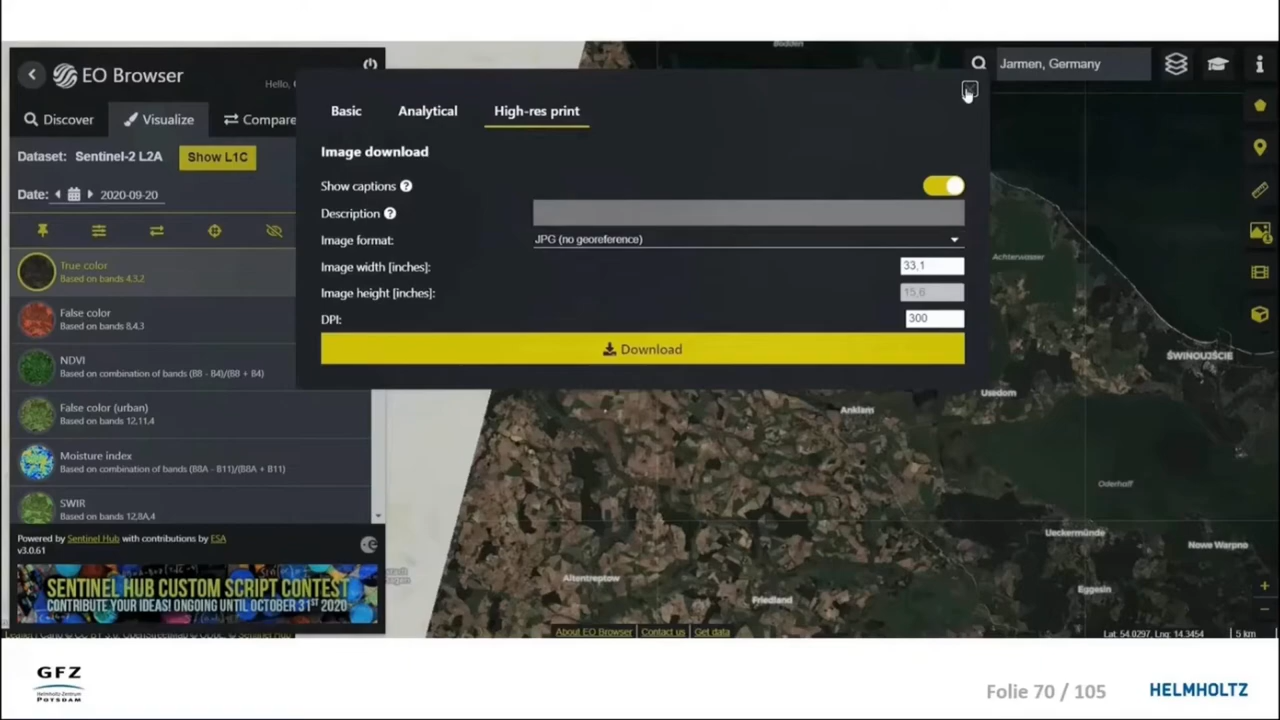 EO Browser
Hello,
Discover
Visualize
Compare
Dataset: Sentinel-2 L2A
Show L1C
Date:
2020-09-20
True color
Based on bands 4,3,2
False color
Based on bands 8,4,3
NDVI
Based on combination of bands (B8 - B4)/(B8 + B4)
False color (urban)
Based on bands 12,11,4
Moisture index
Based on combination of bands (B8A - B11)/(B8A + B11)
SWIR
Based on bands 12,8A,4
Powered by Sentinel Hub with contributions by ESA
v3.0.61
SENTINEL HUB CUSTOM SCRIPT CONTEST
CONTRIBUTE YOUR IDEAS! ONGOING UNTIL OCTOBER 31ST 2020
Basic
Analytical
High-res print
Image download
Show captions
Description
Image format:
JPG (no georeference)
Image width [inches]:
33,1
Image height [inches]:
15,6
DPI:
300
Download
Jarmen, Germany
Bodden
Achterwasser
ŚWINOUJŚCIE
Usedom
Anklam
Oderhaff
Ueckermünde
Nowe Warpno
Altentreptow
Friedland
Eggesin
About EO Browser
Contact us
Get data
Lat: 54.0297, Lng: 14.3454
5 km
GFZ
Helmholtz-Zentrum
POTSDAM
Folie 70 / 105
HELMHOLTZ